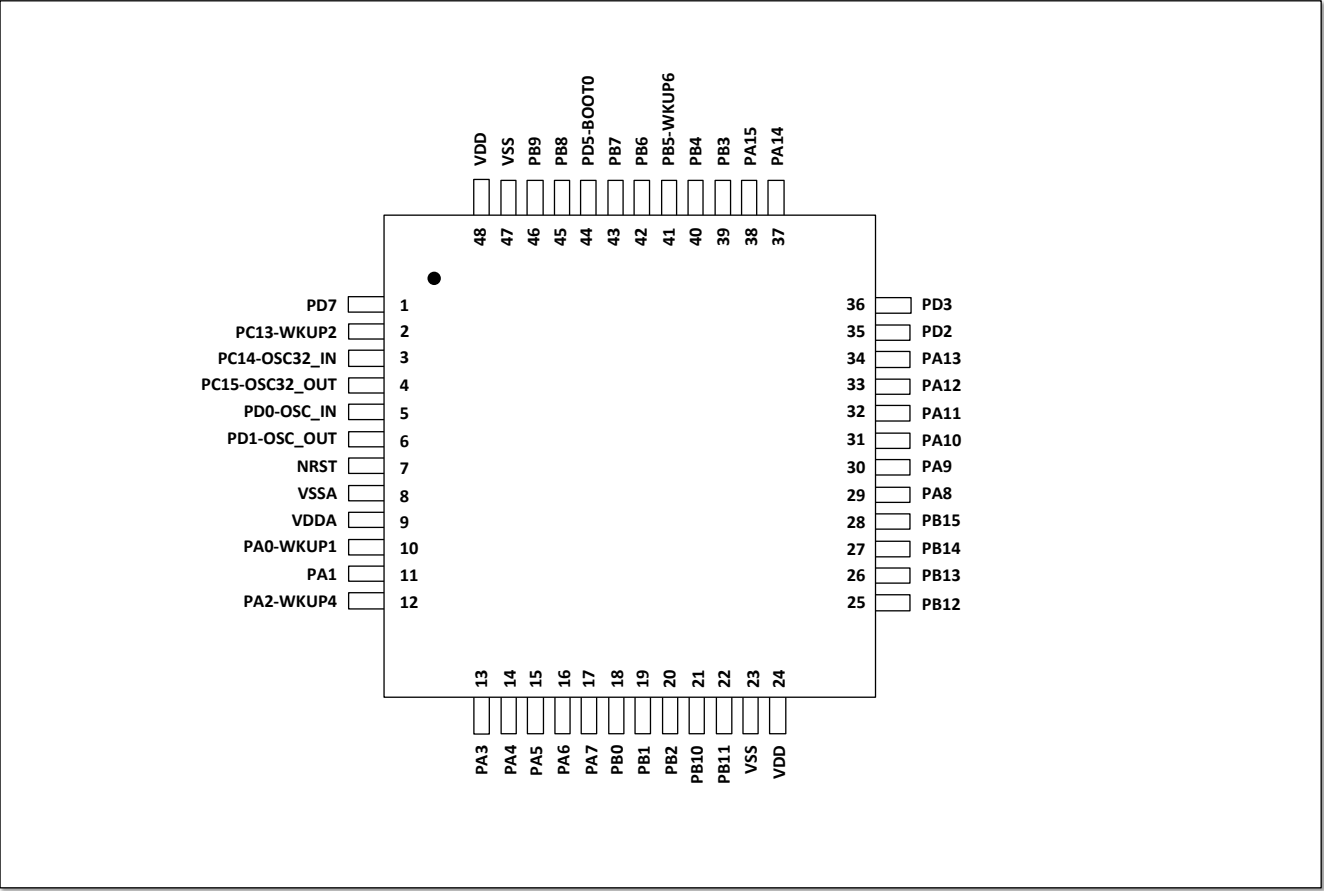 VDD VSS PB9 PB8 PD5-BOOT0 PB7 PB6 PB5-WKUP6 PB4 PB3 PA15 PA14
48 47 46 45 44 43 42 41 40 39 38 37
PD7 1 36 PD3
PC13-WKUP2 2 35 PD2
PC14-OSC32_IN 3 34 PA13
PC15-OSC32_OUT 4 33 PA12
PD0-OSC_IN 5 32 PA11
PD1-OSC_OUT 6 31 PA10
NRST 7 30 PA9
VSSA 8 29 PA8
VDDA 9 28 PB15
PA0-WKUP1 10 27 PB14
PA1 11 26 PB13
PA2-WKUP4 12 25 PB12
13 14 15 16 17 18 19 20 21 22 23 24
PA3 PA4 PA5 PA6 PA7 PB0 PB1 PB2 PB10 PB11 VSS VDD